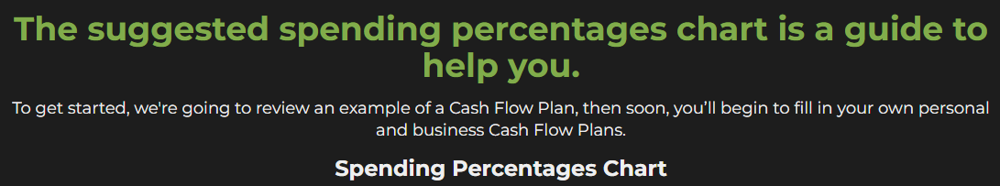 The suggested spending percentages chart is a guide to
help you.
To get started, we're going to review an example of a Cash Flow Plan, then soon, you’ll begin to fill in your own personal
and business Cash Flow Plans.
Spending Percentages Chart